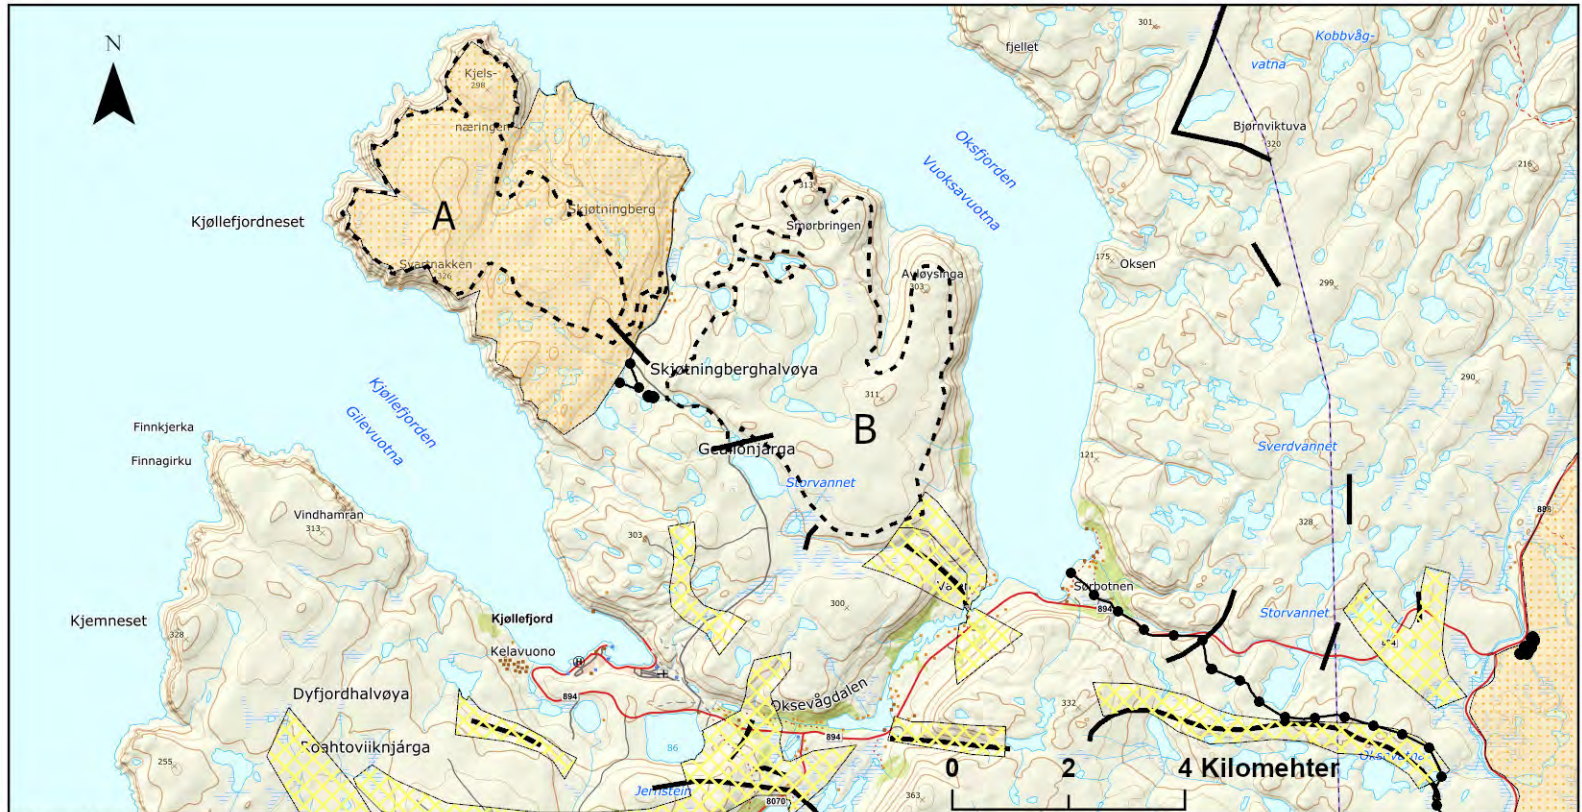 N
Kjøllefjordneset
Kjels-
298
næringen
A
Skjøtningberg
Svartnakken
326
Kjøllefjorden
Gilevuotna
Finnkjerka
Finnagirku
Vindhamran
313
Kjemneset
328
Dyfjordhalvøya
255
Kjøllefjord
Kelavuono
894
86
Jernstein
8070
363
Oksevågdalen
894
303
313
Smørbringen
Avløysinga
303
Skjøtningberghalvøya
311
B
Storvannet
300
Oksfjorden
Vuoksavuotna
fjellet
301
Kobbvåg-
vatna
Bjørnviktuva
320
216
175
Oksen
299
290
121
Sverdvannet
328
Sørbotnen
894
Storvannet
888
332
0 2 4 Kilomehter